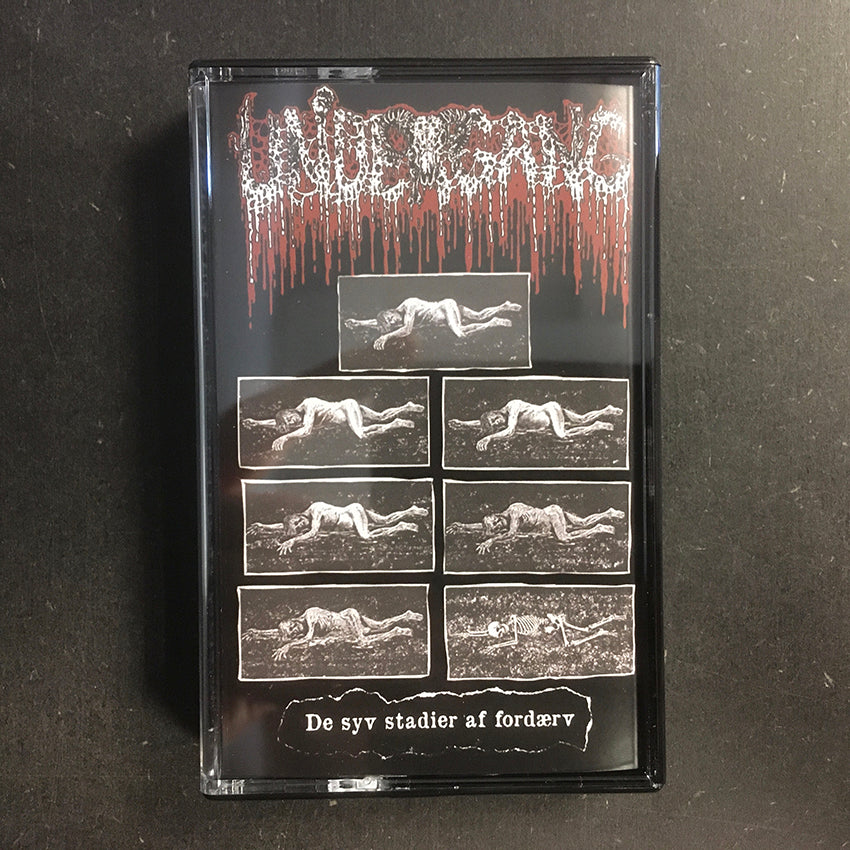 UNDERGANG
De syv stadier af fordærv